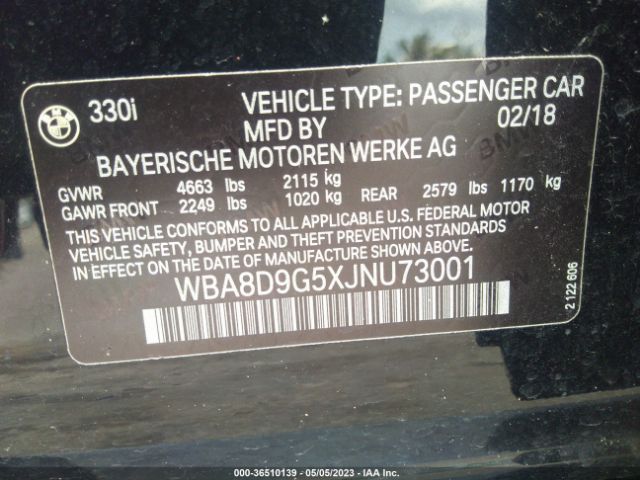 BMW
330i VEHICLE TYPE: PASSENGER CAR
MFD BY 02/18
BAYERISCHE MOTOREN WERKE AG
GVWR 4663 lbs 2115 kg
GAWR FRONT 2249 lbs 1020 kg REAR 2579 lbs 1170 kg
THIS VEHICLE CONFORMS TO ALL APPLICABLE U.S. FEDERAL MOTOR
VEHICLE SAFETY, BUMPER AND THEFT PREVENTION STANDARDS
IN EFFECT ON THE DATE OF MANUFACTURE SHOWN ABOVE.
WBA8D9G5XJNU73001
2 122 606
000-36510139 - 05/05/2023 - IAA Inc.